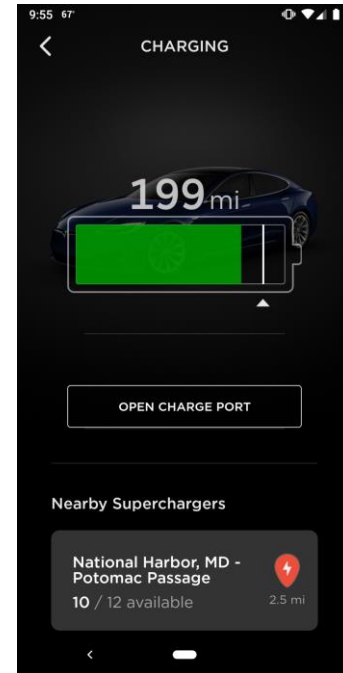 9:55 67°
CHARGING
199 mi
OPEN CHARGE PORT
Nearby Superchargers
National Harbor, MD -
Potomac Passage
10 / 12 available
2.5 mi